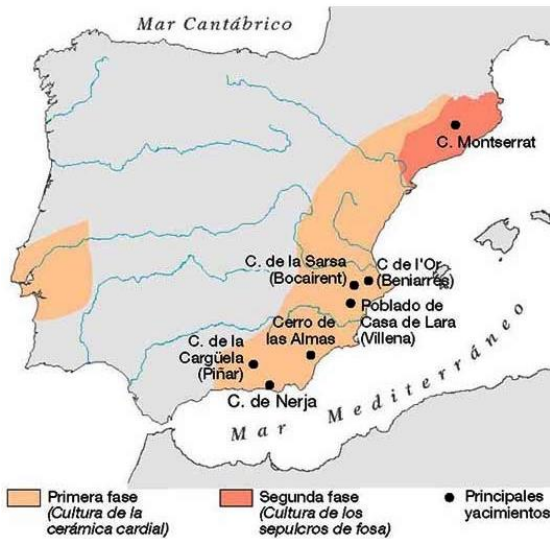 Mar Cantábrico
C. Montserrat
C. de la Sarsa
(Bocairent)
C de l'Or
(Beniarrés)
Poblado de
Casa de Lara
(Villena)
Cerro de
las Almas
C. de la
Cargüela
(Piñar)
C. de Nerja
Mar Mediterráneo
Primera fase
(Cultura de la
cerámica cardial)
Segunda fase
(Cultura de los
sepulcros de fosa)
Principales
yacimientos